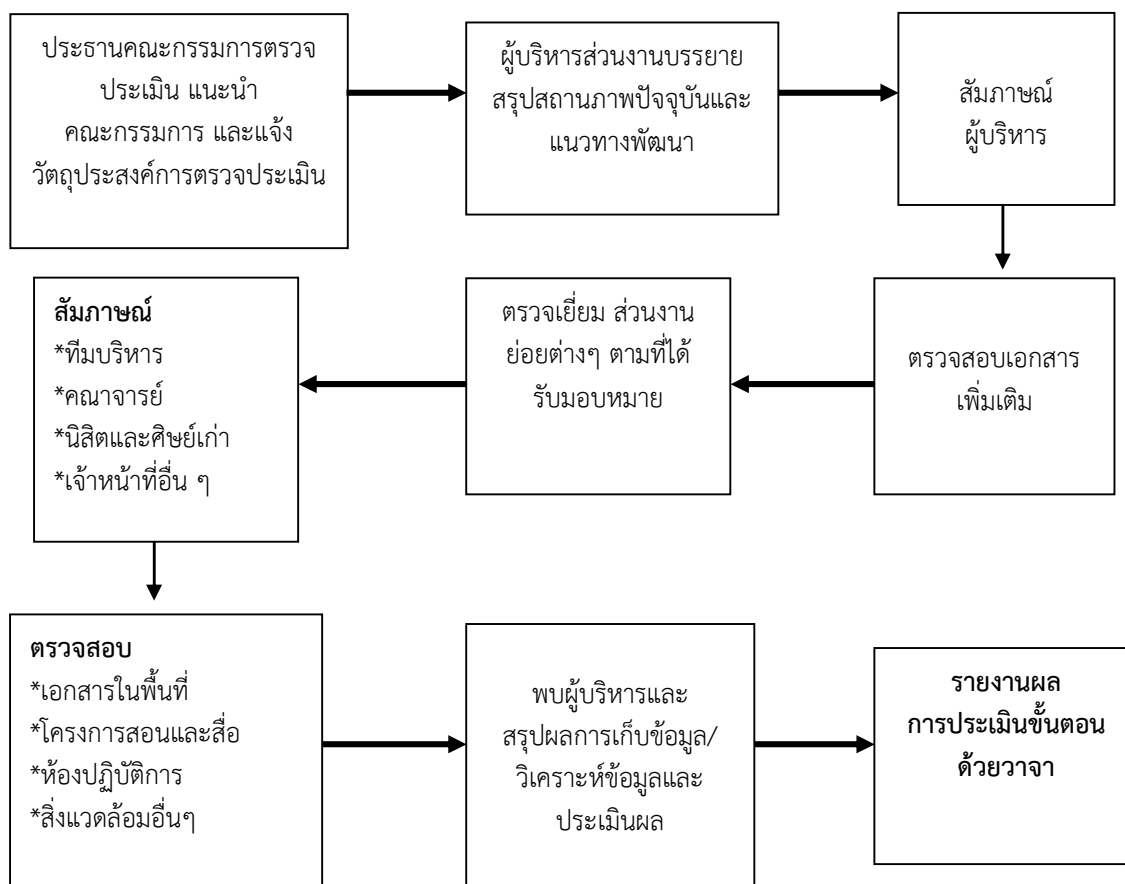 ประธานคณะกรรมการตรวจ
ประเมิน แนะนำ
คณะกรรมการ และแจ้ง
วัตถุประสงค์การตรวจประเมิน
ผู้บริหารส่วนงานบรรยาย
สรุปสถานภาพปัจจุบันและ
แนวทางพัฒนา
สัมภาษณ์
ผู้บริหาร
ตรวจสอบเอกสาร
เพิ่มเติม
ตรวจเยี่ยม ส่วนงาน
ย่อยต่างๆ ตามที่ได้
รับมอบหมาย
สัมภาษณ์
*ทีมบริหาร
*คณาจารย์
*นิสิตและศิษย์เก่า
*เจ้าหน้าที่อื่น ๆ
ตรวจสอบ
*เอกสารในพื้นที่
*โครงการสอนและสื่อ
*ห้องปฏิบัติการ
*สิ่งแวดล้อมอื่นๆ
พบผู้บริหารและ
สรุปผลการเก็บข้อมูล/
วิเคราะห์ข้อมูลและ
ประเมินผล
รายงานผล
การประเมินขั้นตอน
ด้วยวาจา